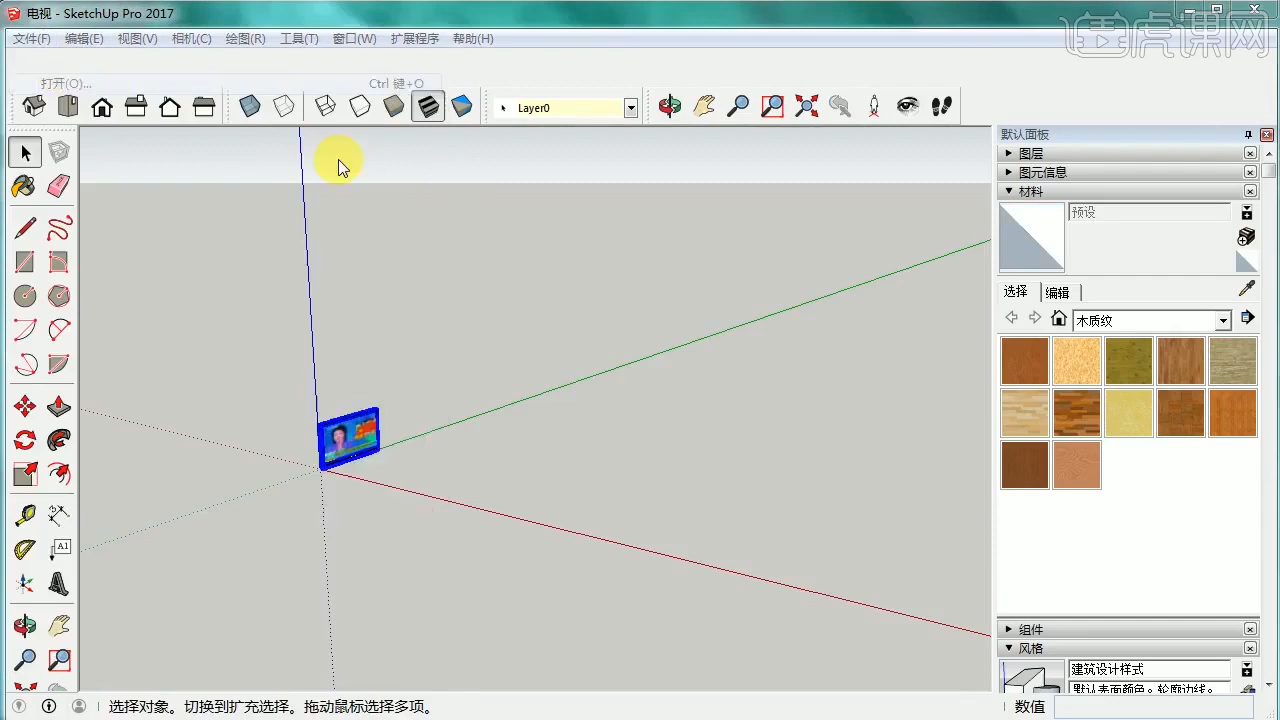 电视 - SketchUp Pro 2017
虎课网
文件(F) 编辑(E) 视图(V) 相机(C) 绘图(R) 工具(T) 窗口(W) 扩展程序 帮助(H)
打开(O)... Ctrl 键+O
Layer0
默认面板
图层
图元信息
材料
预设
选择 编辑
木质纹
A1
组件
风格
建筑设计样式
默认表面颜色。轮廓边线。
选择对象。切换到扩充选择。拖动鼠标选择多项。
数值